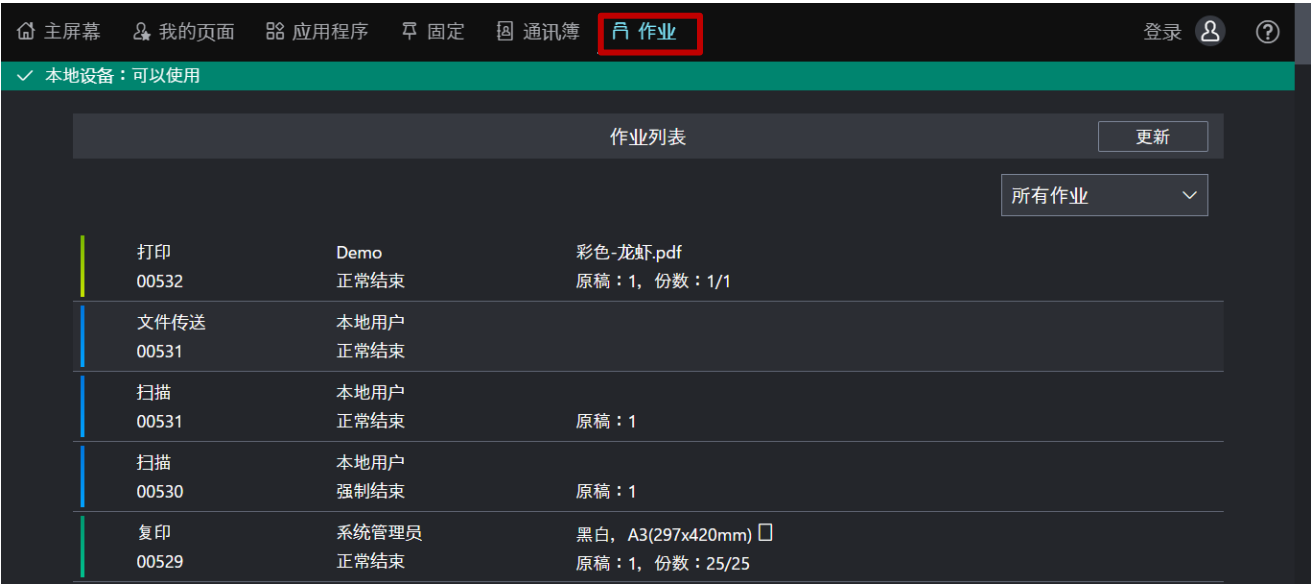 主屏幕 我的页面 应用程序 固定 通讯簿 作业 登录
本地设备：可以使用
作业列表 更新
所有作业
打印 Demo 彩色-龙虾.pdf
00532 正常结束 原稿：1，份数：1/1
文件传送 本地用户
00531 正常结束
扫描 本地用户
00531 正常结束 原稿：1
扫描 本地用户
00530 强制结束 原稿：1
复印 系统管理员 黑白，A3(297x420mm)
00529 正常结束 原稿：1，份数：25/25